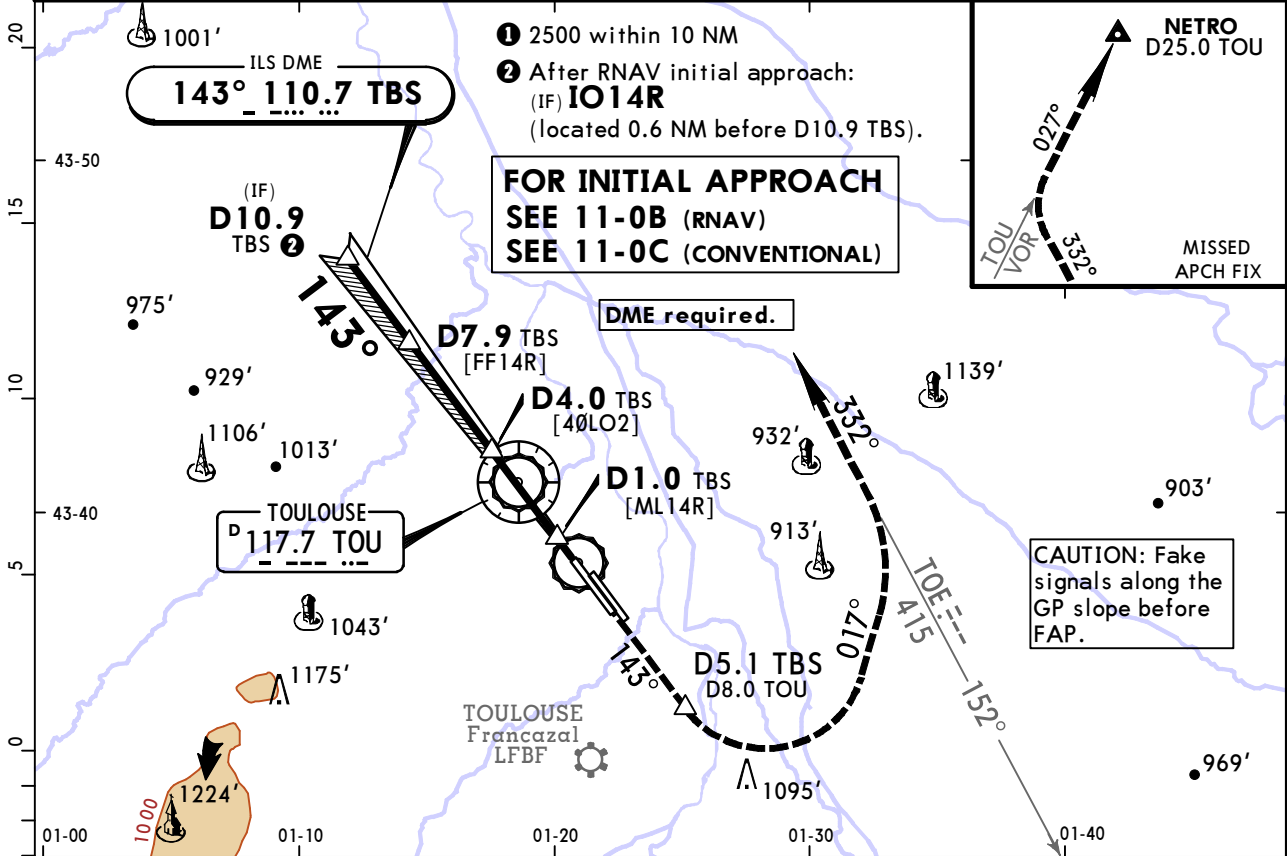 20
1001'
ILS DME
143° 110.7 TBS
❶ 2500 within 10 NM
❷ After RNAV initial approach:
(IF) IO14R
(located 0.6 NM before D10.9 TBS).
NETRO
D25.0 TOU
027°
TOU
VOR
332°
MISSED
APCH FIX
43-50
15
(IF)
D10.9
TBS ❷
FOR INITIAL APPROACH
SEE 11-0B (RNAV)
SEE 11-0C (CONVENTIONAL)
143°
975'
DME required.
D7.9 TBS
[FF14R]
10
929'
1139'
D4.0 TBS
[4ØLO2]
332°
1106'
1013'
932'
D1.0 TBS
[ML14R]
903'
43-40
TOULOUSE
D 117.7 TOU
913'
CAUTION: Fake
signals along the
GP slope before
FAP.
5
TOE
415
152°
1043'
017°
143°
D5.1 TBS
D8.0 TOU
1175'
TOULOUSE
Francazal
LFBF
0
969'
1224'
1095'
1000
01-00
01-10
01-20
01-30
01-40